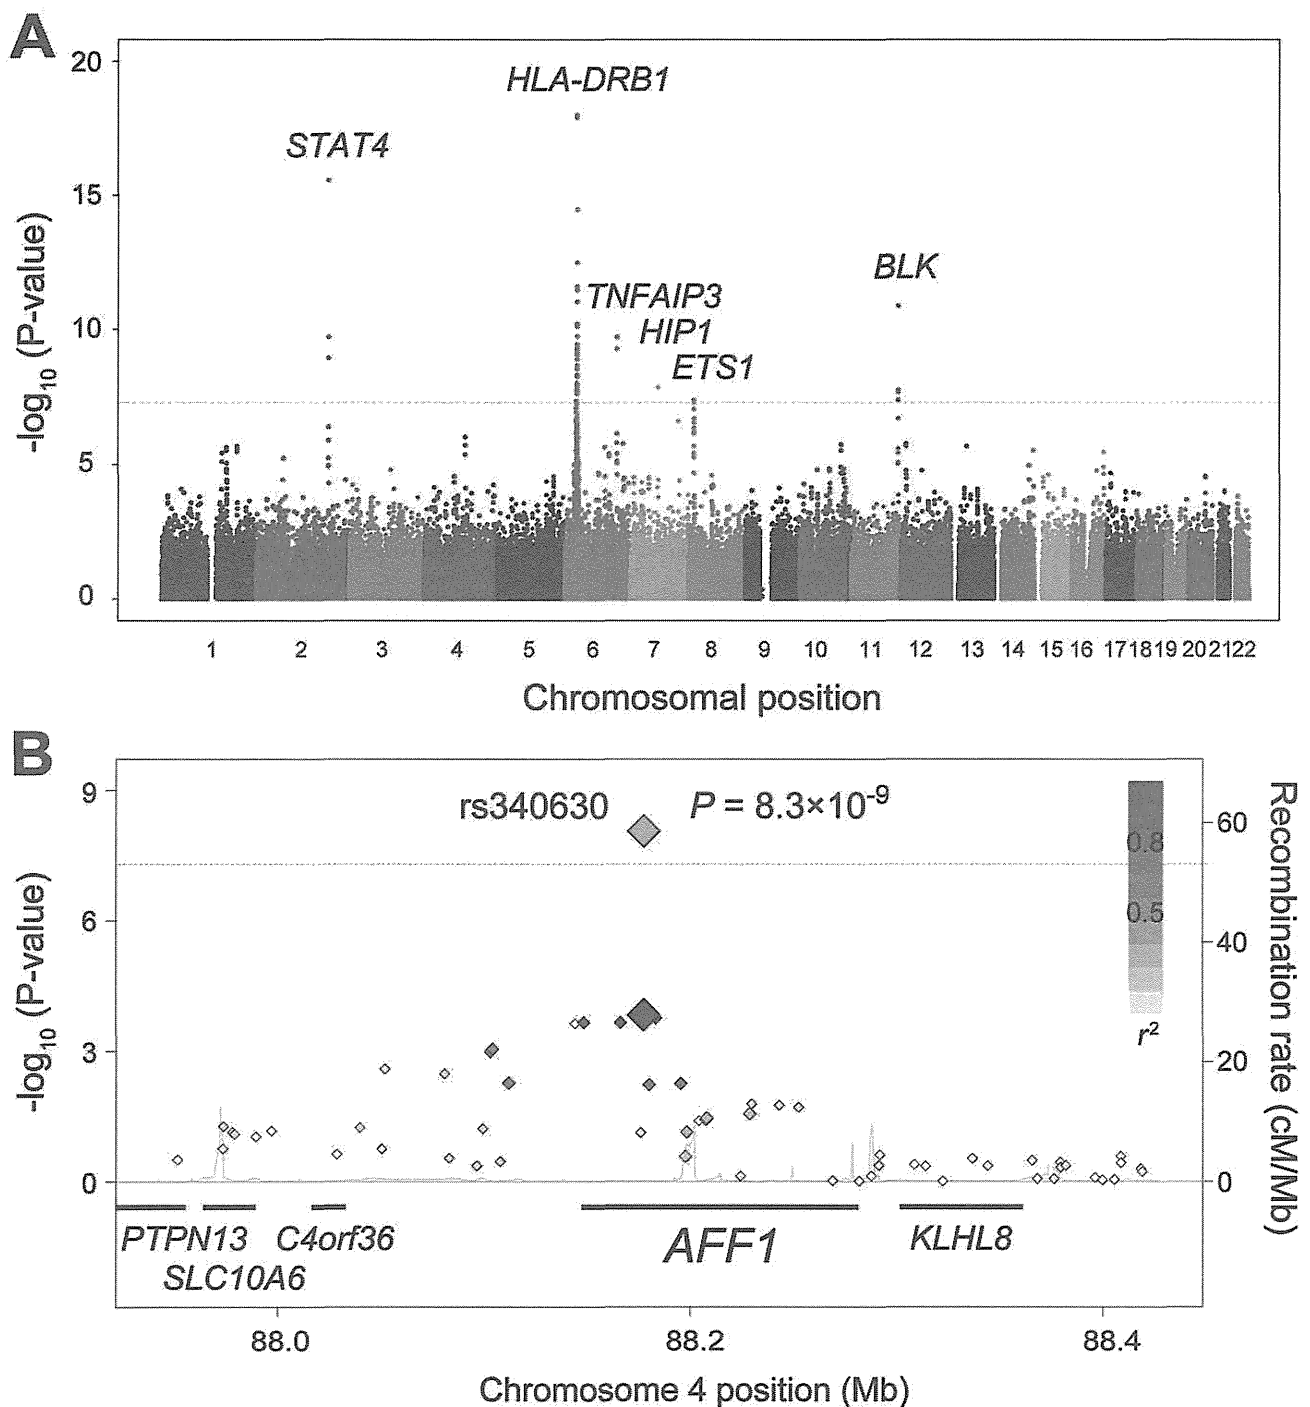 A
20
15
10
5
0
-log10 (P-value)
HLA-DRB1
STAT4
BLK
TNFAIP3
HIP1
ETS1
1 2 3 4 5 6 7 8 9 10 11 12 13 14 15 16 17 18 19 20 21 22
Chromosomal position
B
9
6
3
0
-log10 (P-value)
rs340630 P = 8.3×10-9
0.8
0.5
r2
60
40
20
0
Recombination rate (cM/Mb)
PTPN13 C4orf36 AFF1 KLHL8
SLC10A6
88.0 88.2 88.4
Chromosome 4 position (Mb)